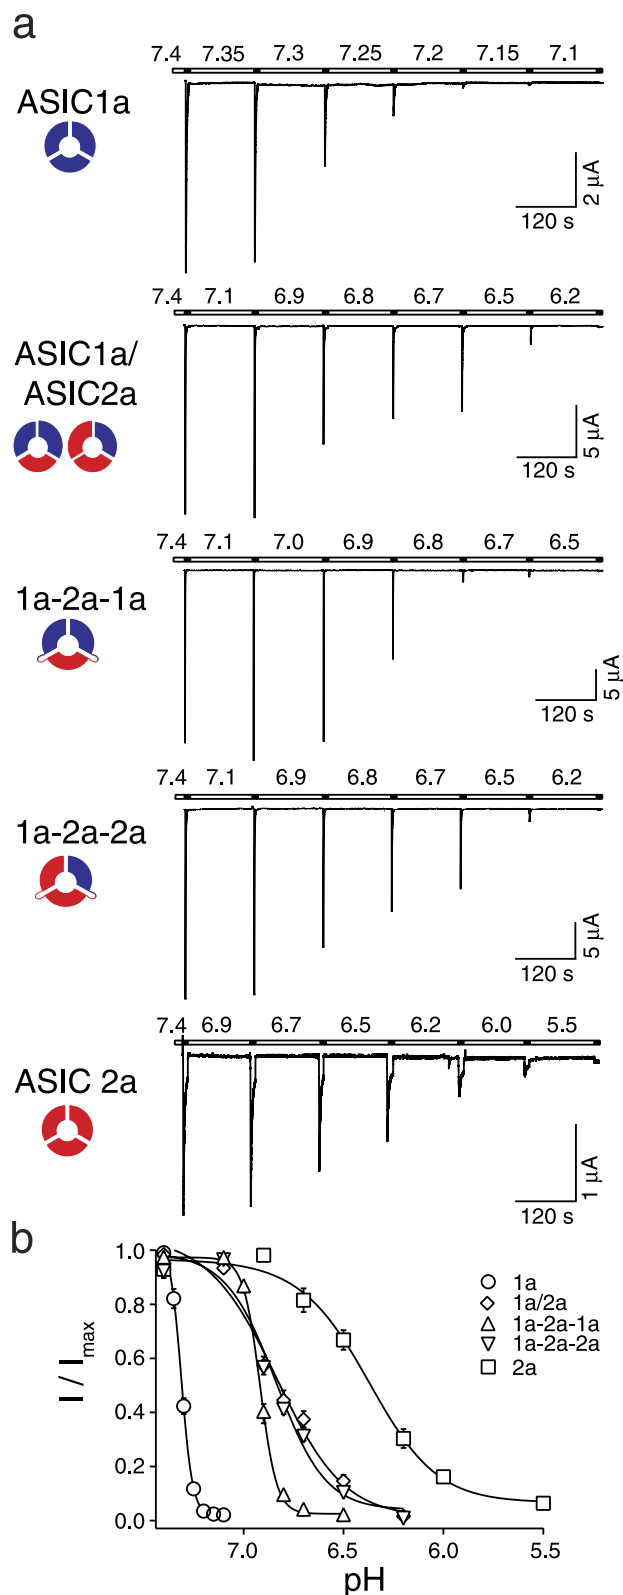 a
7.4 7.35 7.3 7.25 7.2 7.15 7.1
ASIC1a
2 µA
120 s
7.4 7.1 6.9 6.8 6.7 6.5 6.2
ASIC1a/
ASIC2a
5 µA
120 s
7.4 7.1 7.0 6.9 6.8 6.7 6.5
1a-2a-1a
5 µA
120 s
7.4 7.1 6.9 6.8 6.7 6.5 6.2
1a-2a-2a
5 µA
120 s
7.4 6.9 6.7 6.5 6.2 6.0 5.5
ASIC 2a
1 µA
120 s
b
1.0
0.8
0.6
0.4
0.2
0.0
I / Imax
1a
1a/2a
1a-2a-1a
1a-2a-2a
2a
7.0 6.5 6.0 5.5
pH